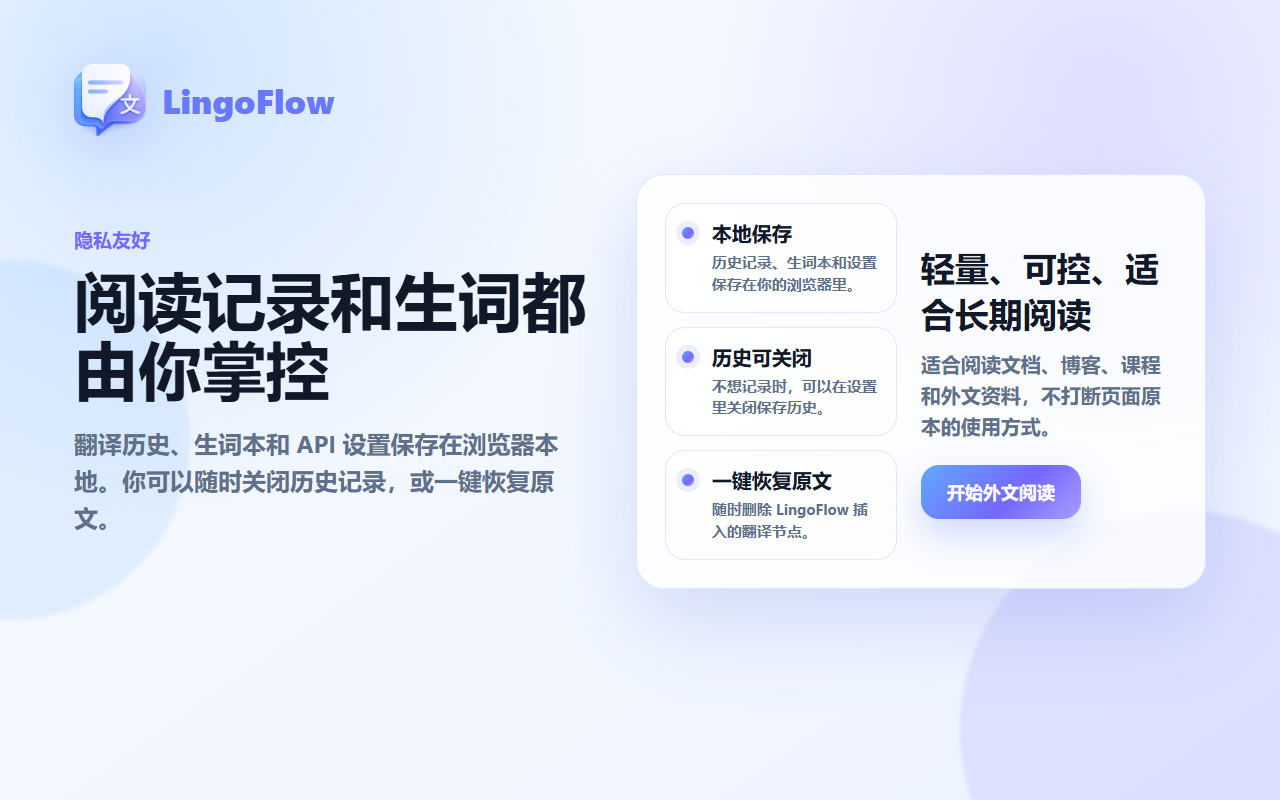 文
LingoFlow
隐私友好
阅读记录和生词都
由你掌控
翻译历史、生词本和 API 设置保存在浏览器本
地。你可以随时关闭历史记录，或一键恢复原
文。
本地保存
历史记录、生词本和设置
保存在你的浏览器里。
历史可关闭
不想记录时，可以在设置
里关闭保存历史。
一键恢复原文
随时删除 LingoFlow 插
入的翻译节点。
轻量、可控、适
合长期阅读
适合阅读文档、博客、课程
和外文资料，不打断页面原
本的使用方式。
开始外文阅读